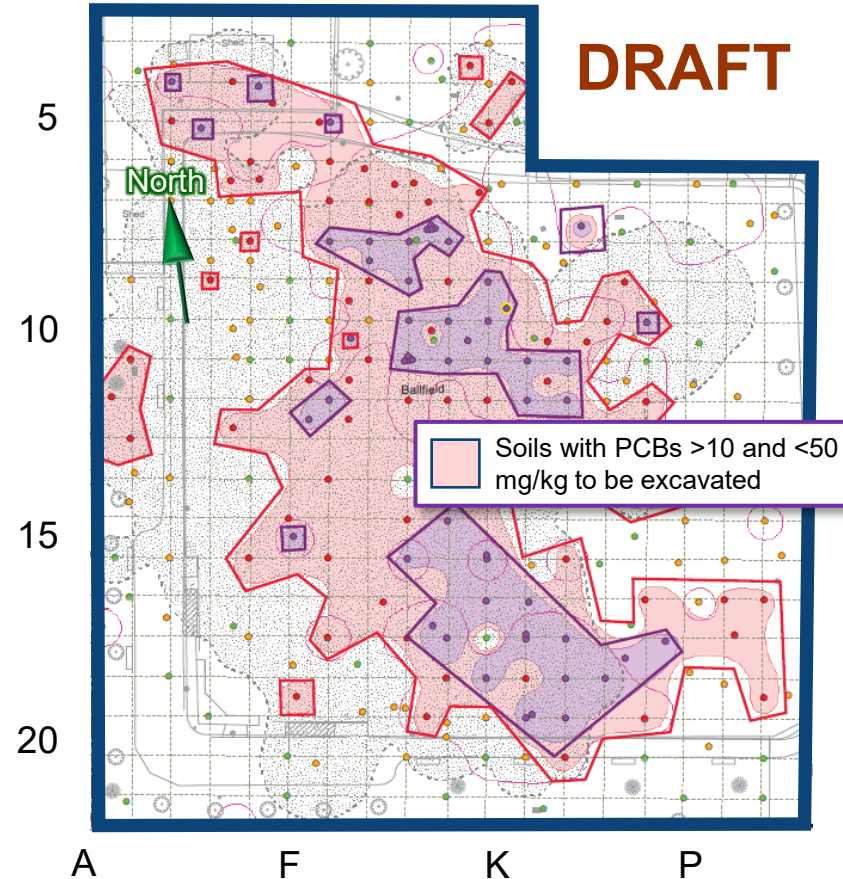 DRAFT
Shed
5
North
Shed
10
Ballfield
Soils with PCBs >10 and <50
mg/kg to be excavated
15
20
A
F
K
P